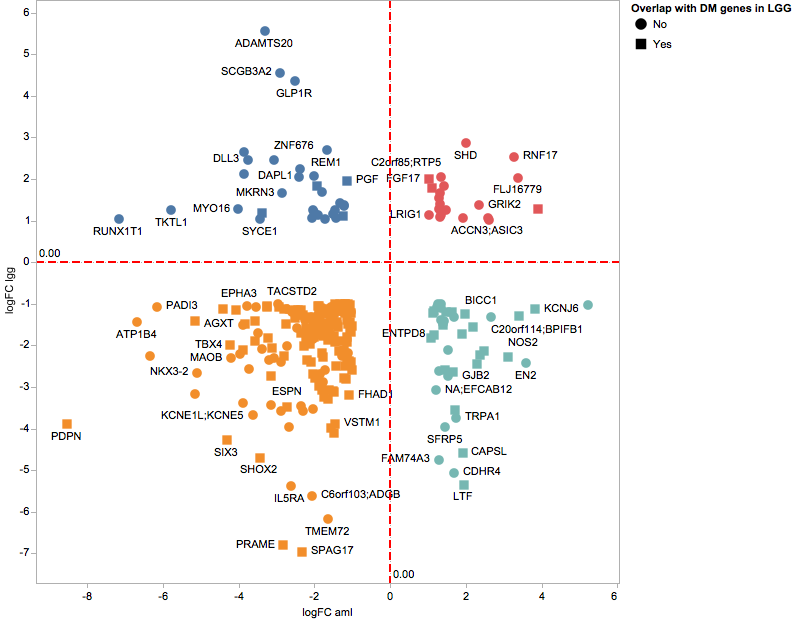 Overlap with DM genes in LGG
No
Yes
6
5
4
3
2
1
0
-1
-2
-3
-4
-5
-6
-7
logFC lgg
ADAMTS20
SCGB3A2
GLP1R
ZNF676
DLL3
REM1
DAPL1
PGF
MKRN3
MYO16
TKTL1
RUNX1T1
SYCE1
SHD
RNF17
C2orf85;RTP5
FGF17
FLJ16779
GRIK2
LRIG1
ACCN3;ASIC3
0.00
EPHA3
TACSTD2
PADI3
AGXT
ATP1B4
TBX4
MAOB
NKX3-2
ESPN
FHAD1
KCNE1L;KCNE5
VSTM1
PDPN
SIX3
SHOX2
IL5RA
C6orf103;ADGB
TMEM72
PRAME
SPAG17
BICC1
KCNJ6
ENTPD8
C20orf114;BPIFB1
NOS2
GJB2
EN2
NA;EFCAB12
TRPA1
SFRP5
CAPSL
FAM74A3
CDHR4
LTF
0.00
-8
-6
-4
-2
0
2
4
6
logFC aml